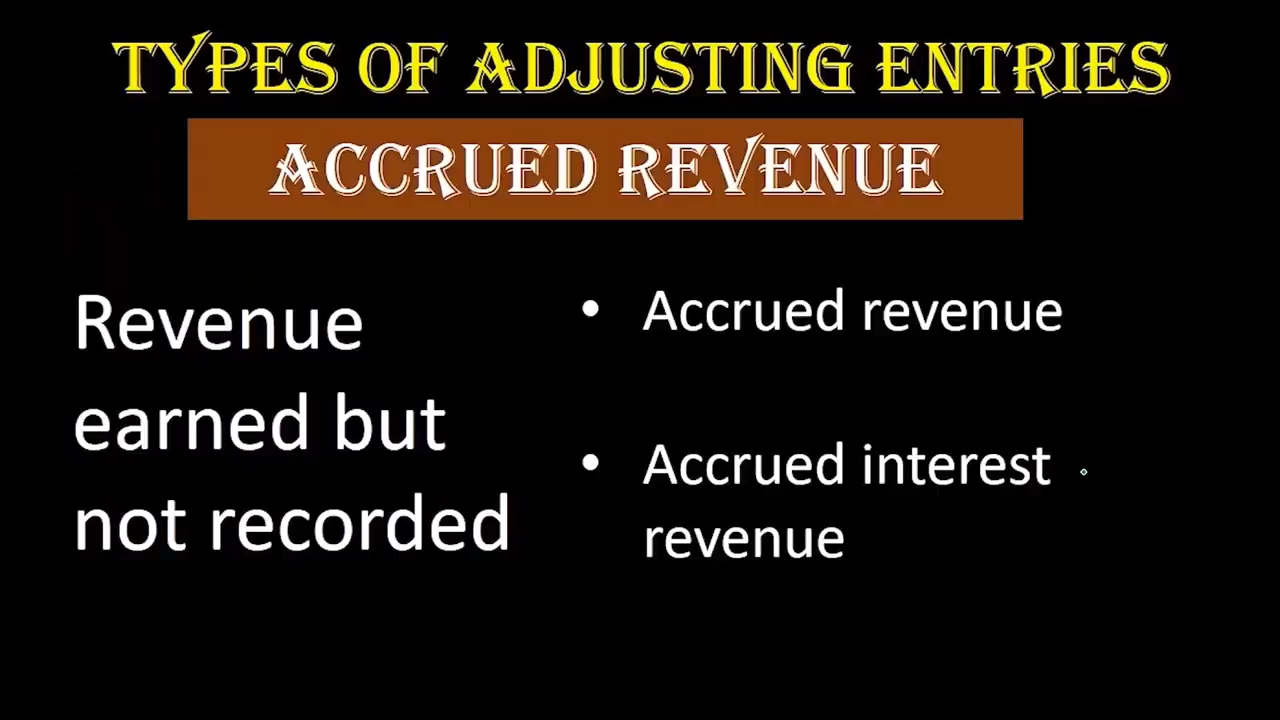 TYPES OF ADJUSTING ENTRIES
ACCRUED REVENUE
Revenue
earned but
not recorded
• Accrued revenue
• Accrued interest
revenue